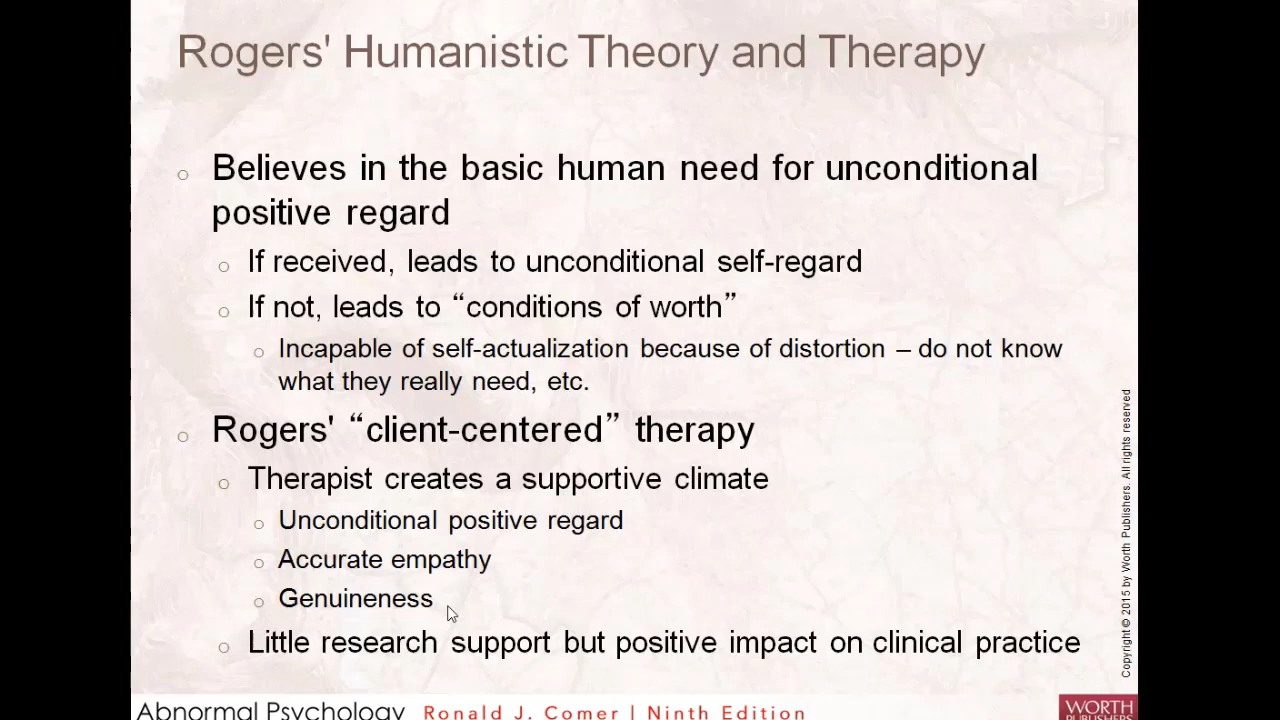 Rogers' Humanistic Theory and Therapy
Believes in the basic human need for unconditional
positive regard
If received, leads to unconditional self-regard
If not, leads to “conditions of worth”
Incapable of self-actualization because of distortion – do not know
what they really need, etc.
Rogers' “client-centered” therapy
Therapist creates a supportive climate
Unconditional positive regard
Accurate empathy
Genuineness
Little research support but positive impact on clinical practice
Copyright © 2015 by Worth Publishers. All rights reserved
Abnormal Psychology Ronald J. Comer | Ninth Edition
WORTH
PUBLISHERS